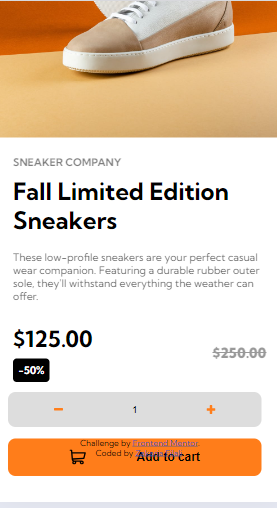 SNEAKER COMPANY
Fall Limited Edition
Sneakers
These low-profile sneakers are your perfect casual
wear companion. Featuring a durable rubber outer
sole, they'll withstand everything the weather can
offer.
$125.00
$250.00
-50%
1
Challenge by Frontend Mentor.
Coded by
Add to cart